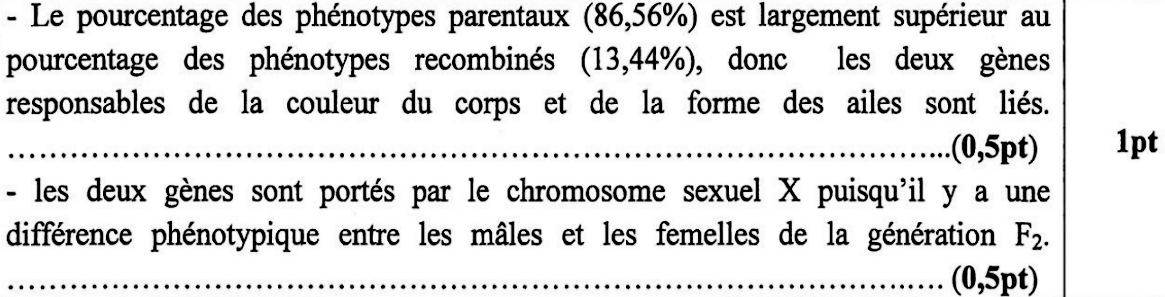 - Le pourcentage des phénotypes parentaux (86,56%) est largement supérieur au
pourcentage des phénotypes recombinés (13,44%), donc les deux gènes
responsables de la couleur du corps et de la forme des ailes sont liés.
……………………………………………………………………………...(0,5pt)
1pt
- les deux gènes sont portés par le chromosome sexuel X puisqu’il y a une
différence phénotypique entre les mâles et les femelles de la génération F₂.
…………………………………………………………………………… (0,5pt)